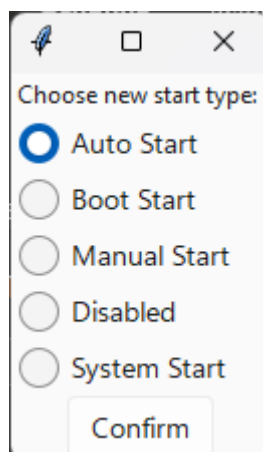 Choose new start type:
Auto Start
Boot Start
Manual Start
Disabled
System Start
Confirm